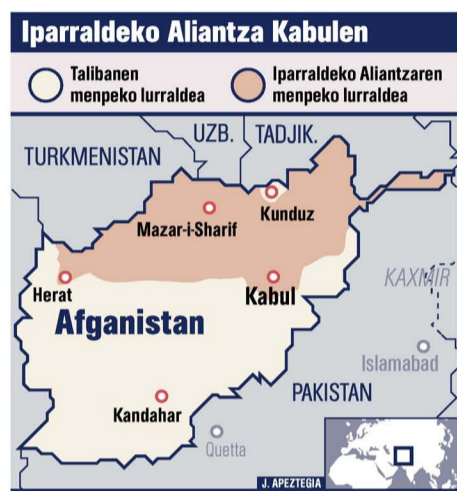 Iparraldeko Aliantza Kabulen
Talibanen
menpeko lurraldea
Iparraldeko Aliantzaren
menpeko lurraldea
UZB.
TADJIK.
TURKMENISTAN
Kunduz
Mazar-i-Sharif
Herat
Kabul
KAXMIR
Afganistan
Islamabad
PAKISTAN
Kandahar
Quetta
J. APEZTEGIA